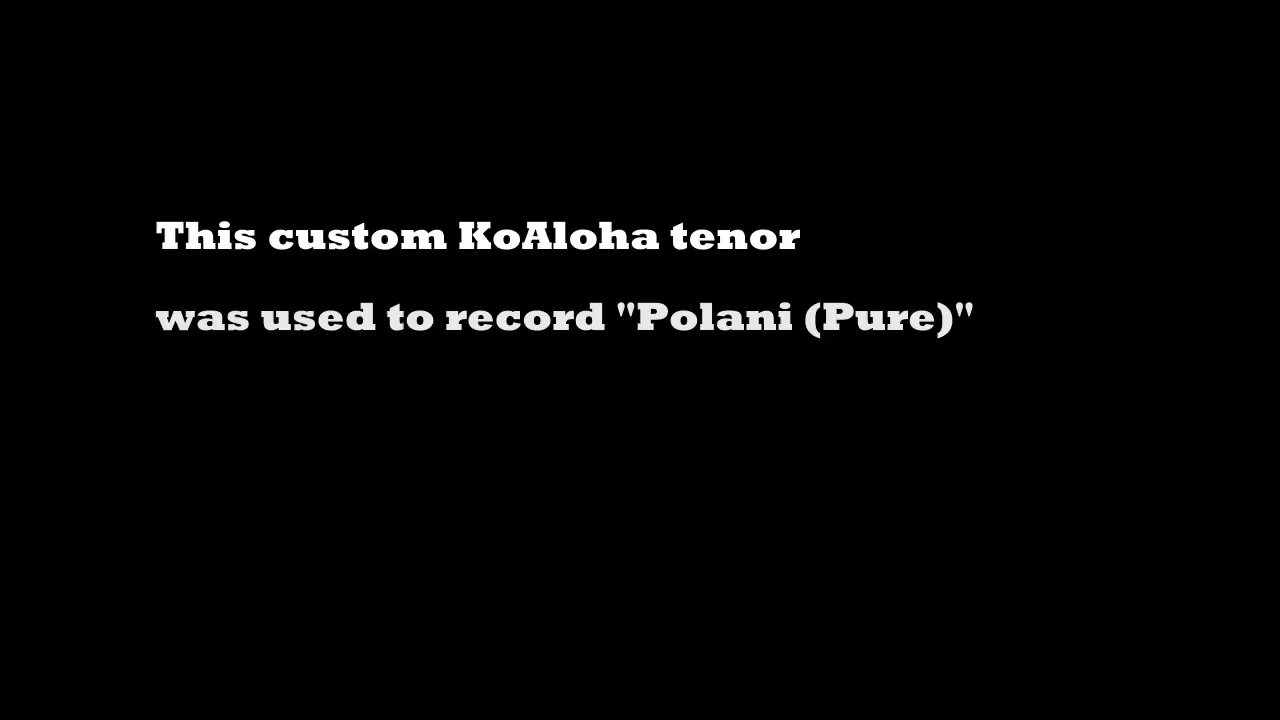 This custom KoAloha tenor
was used to record "Polani (Pure)"